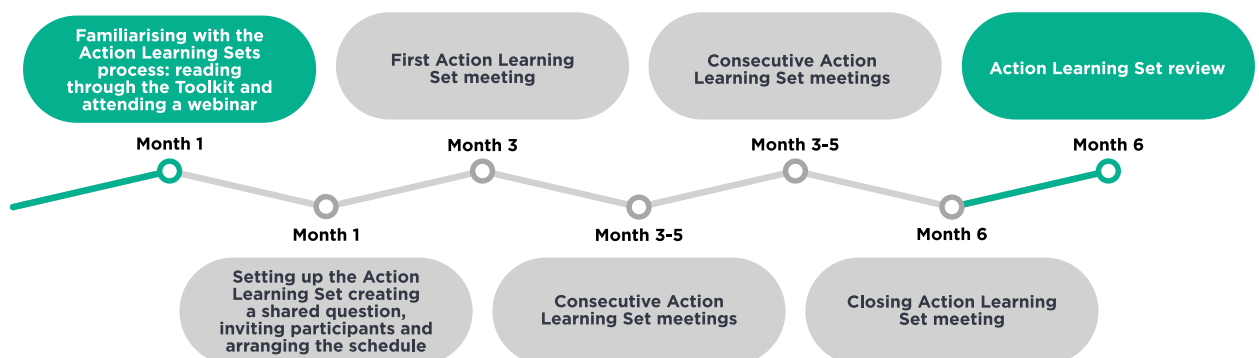 Familiarising with the
Action Learning Sets
process: reading
through the Toolkit and
attending a webinar
Month 1
Setting up the Action
Learning Set creating
a shared question,
inviting participants and
arranging the schedule
Month 1
First Action Learning
Set meeting
Month 3
Consecutive Action
Learning Set meetings
Month 3-5
Consecutive Action
Learning Set meetings
Month 3-5
Closing Action Learning
Set meeting
Month 6
Action Learning Set review
Month 6